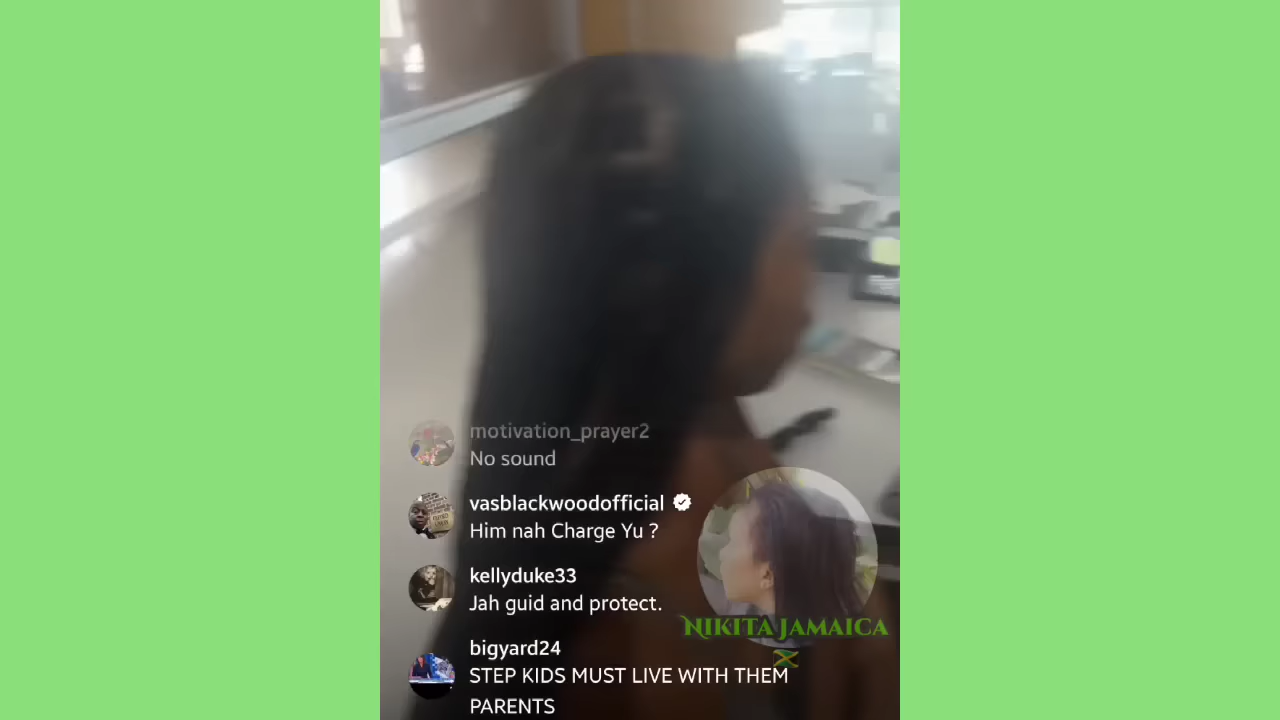 motivation_prayer2
No sound
vasblackwoodofficial
Him nah Charge Yu ?
kellyduke33
Jah guid and protect.
NIKITA JAMAICA
bigyard24
STEP KIDS MUST LIVE WITH THEM
PARENTS